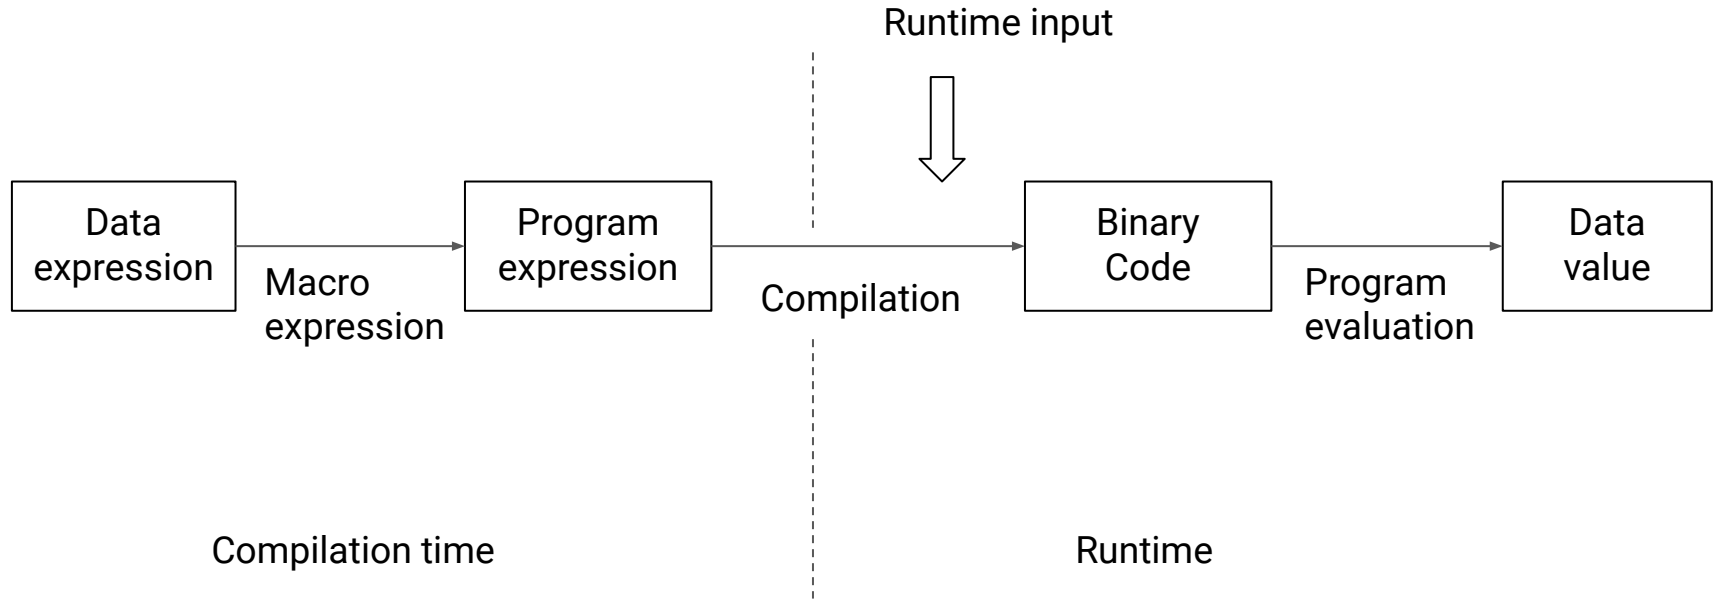 Runtime input
Data
expression
Macro
expression
Program
expression
Compilation
Binary
Code
Program
evaluation
Data
value
Compilation time
Runtime